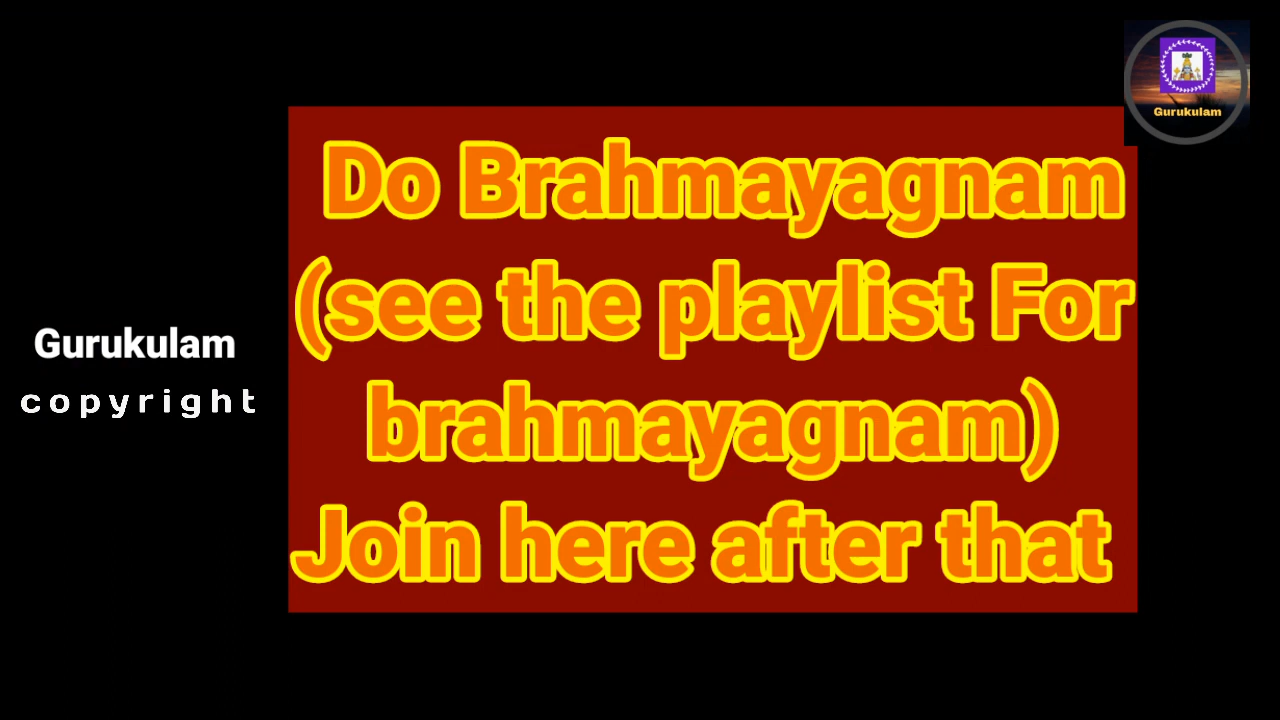 Gurukulam
Do Brahmayagnam
(see the playlist For
brahmayagnam)
Join here after that
Gurukulam
copyright